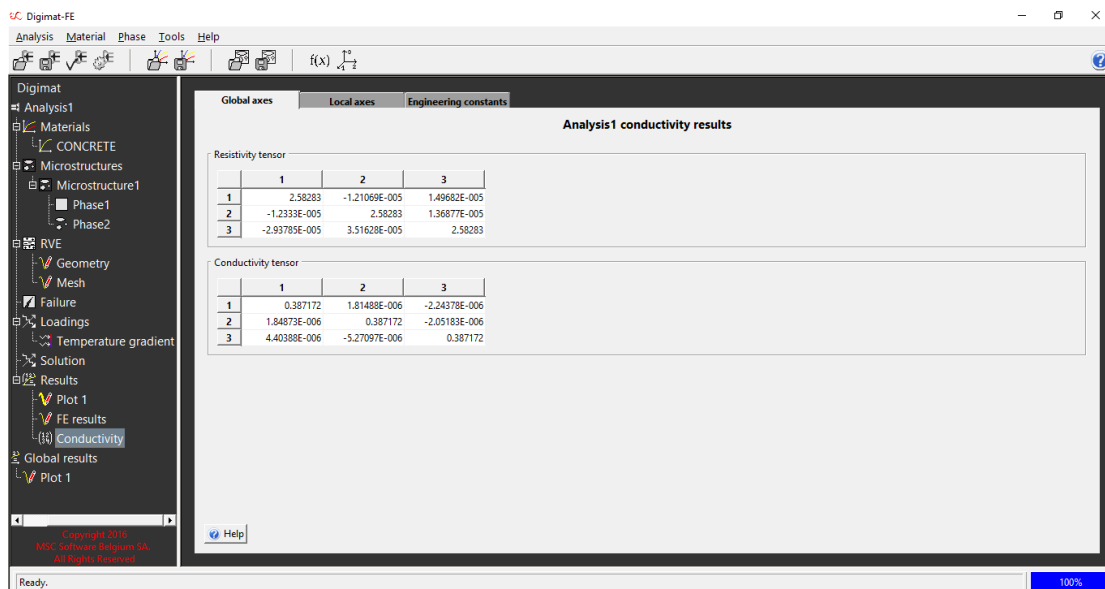 Digimat-FE
Analysis Material Phase Tools Help
f(x)
Digimat
Analysis1
Materials
CONCRETE
Microstructures
Microstructure1
Phase1
Phase2
RVE
Geometry
Mesh
Failure
Loadings
Temperature gradient
Solution
Results
Plot 1
FE results
Conductivity
Global results
Plot 1
Copyright 2016
MSC Software Belgium SA.
All Rights Reserved
Global axes Local axes Engineering constants
Analysis1 conductivity results
Resistivity tensor
1 2 3
1 2.58283 -1.21069E-005 1.49682E-005
2 -1.2333E-005 2.58283 1.36877E-005
3 -2.93785E-005 3.51628E-005 2.58283
Conductivity tensor
1 2 3
1 0.387172 1.81488E-006 -2.24378E-006
2 1.84873E-006 0.387172 -2.05183E-006
3 4.40388E-006 -5.27097E-006 0.387172
Help
Ready.
100%